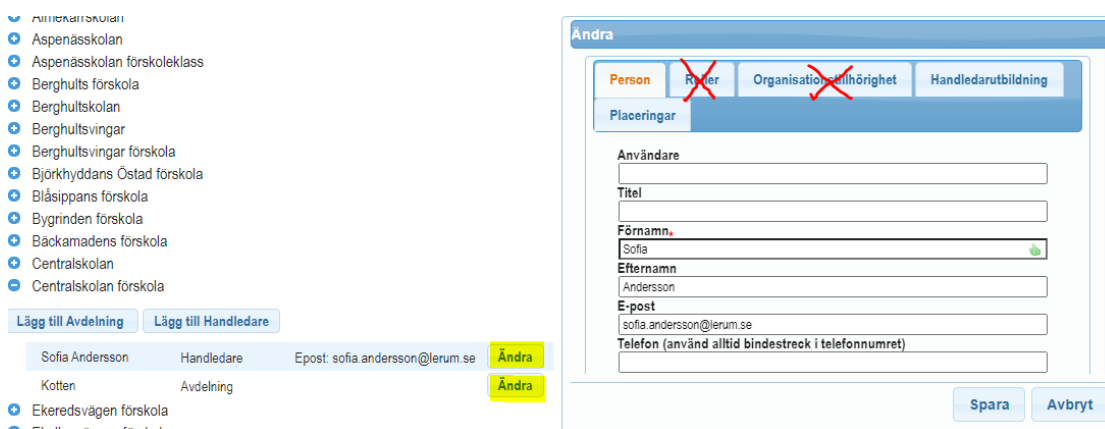 Almekärrskolan
Aspenässkolan
Aspenässkolan förskoleklass
Berghults förskola
Berghultskolan
Berghultsvingar
Berghultsvingar förskola
Björkhyddans Östad förskola
Blåsippans förskola
Bygrinden förskola
Bäckamadens förskola
Centralskolan
Centralskolan förskola
Lägg till Avdelning Lägg till Handledare
Sofia Andersson Handledare Epost: sofia.andersson@lerum.se Ändra
Kotten Avdelning Ändra
Ekeredsvägen förskola
Ändra
Person Roller Organisationstillhörighet Handledarutbildning
Placeringar
Användare
Titel
Förnamn*
Sofia
Efternamn
Andersson
E-post
sofia.andersson@lerum.se
Telefon (använd alltid bindestreck i telefonnumret)
Spara Avbryt